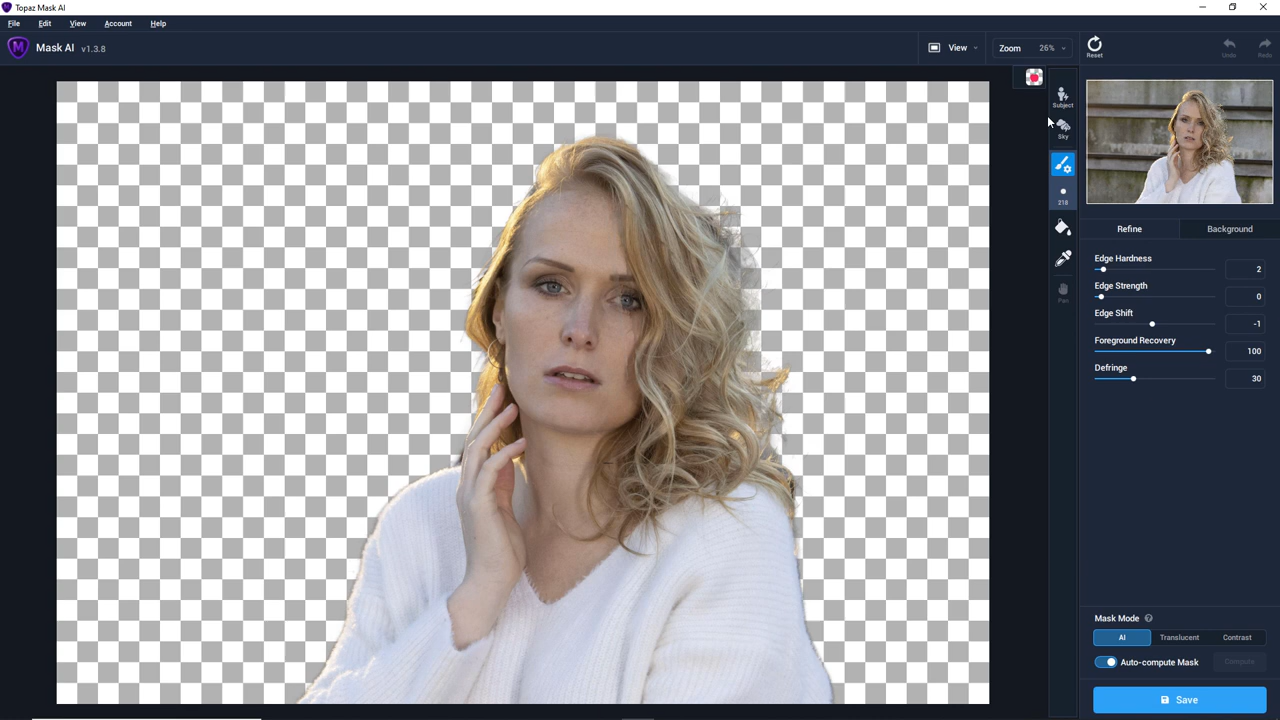 Topaz Mask AI
File Edit View Account Help
Mask AI v1.3.8
View Zoom 26% Reset Undo Redo
Subject
Sky
218
Pan
Refine Background
Edge Hardness
2
Edge Strength
0
Edge Shift
-1
Foreground Recovery
100
Defringe
30
Mask Mode ?
AI Translucent Contrast
Auto-compute Mask Compute
Save